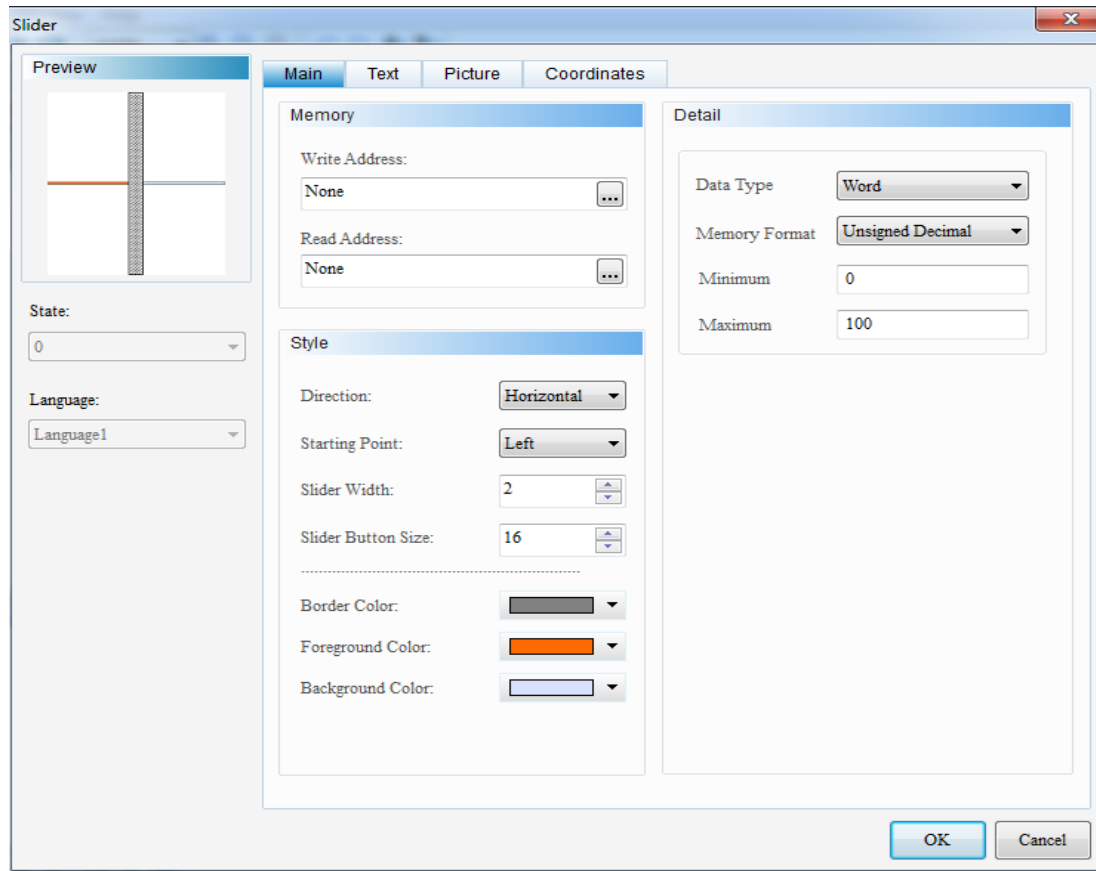 Slider
Preview
State:
0
Language:
Language1
Main Text Picture Coordinates
Memory
Write Address:
None
...
Read Address:
None
...
Style
Direction: Horizontal
Starting Point: Left
Slider Width: 2
Slider Button Size: 16
Border Color:
Foreground Color:
Background Color:
Detail
Data Type Word
Memory Format Unsigned Decimal
Minimum 0
Maximum 100
OK Cancel